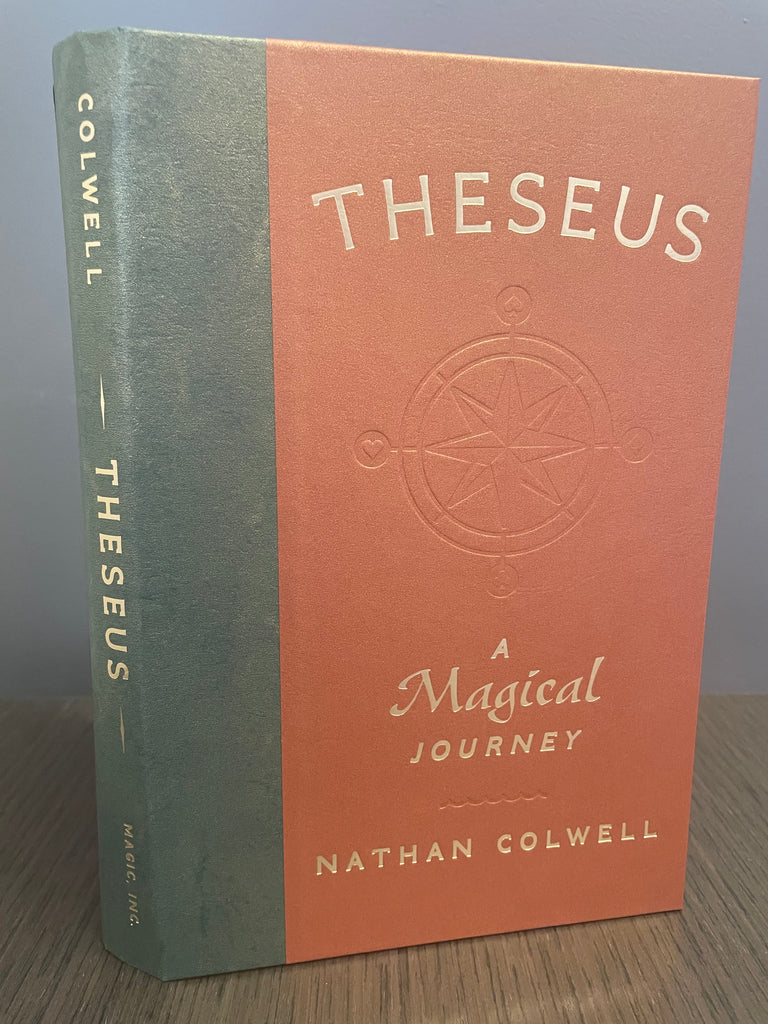 COLWELL
THESEUS
MAGIC, INC.
THESEUS
A
Magical
JOURNEY
NATHAN COLWELL